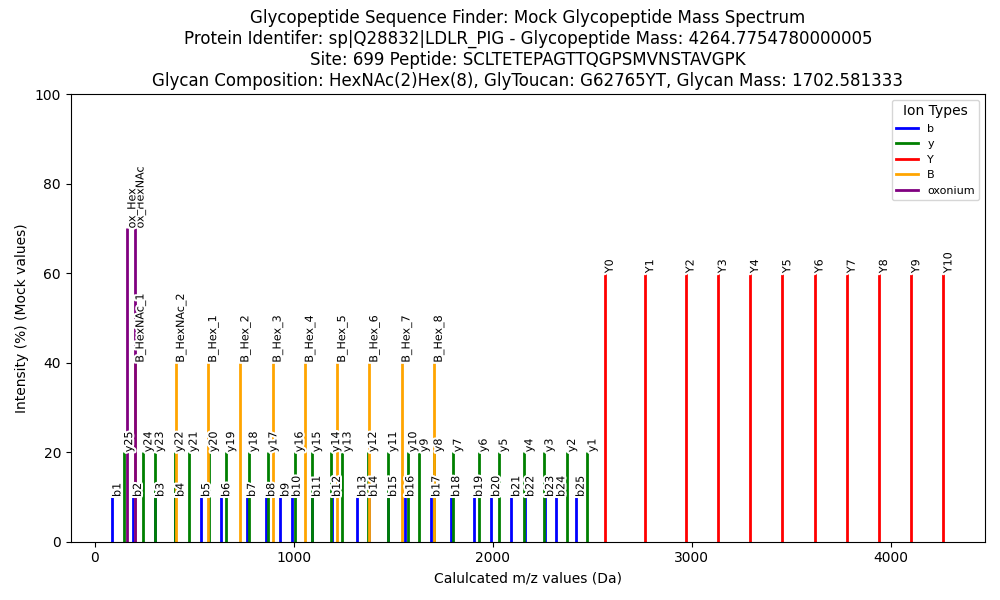 Glycopeptide Sequence Finder: Mock Glycopeptide Mass Spectrum
Protein Identifer: sp|Q28832|LDLR_PIG - Glycopeptide Mass: 4264.7754780000005
Site: 699 Peptide: SCLTETEPAGTTQGPSMVNSTAVGPK
Glycan Composition: HexNAc(2)Hex(8), GlyToucan: G62765YT, Glycan Mass: 1702.581333
Intensity (%) (Mock values)
100
80
60
40
20
0
Ion Types
b
y
Y
B
oxonium
ox_Hex
ox_HexNAc
Y0
Y1
Y2
Y3
Y4
Y5
Y6
Y7
Y8
Y9
Y10
B_HexNAc_1
B_HexNAc_2
B_Hex_1
B_Hex_2
B_Hex_3
B_Hex_4
B_Hex_5
B_Hex_6
B_Hex_7
B_Hex_8
y25
y24
y23
y22
y21
y20
y19
y18
y17
y16
y15
y14
y13
y12
y11
y10
y9
y8
y7
y6
y5
y4
y3
y2
y1
b1
b2
b3
b4
b5
b6
b7
b8
b9
b10
b11
b12
b13
b14
b15
b16
b17
b18
b19
b20
b21
b22
b23
b24
b25
0
1000
2000
3000
4000
Calulcated m/z values (Da)